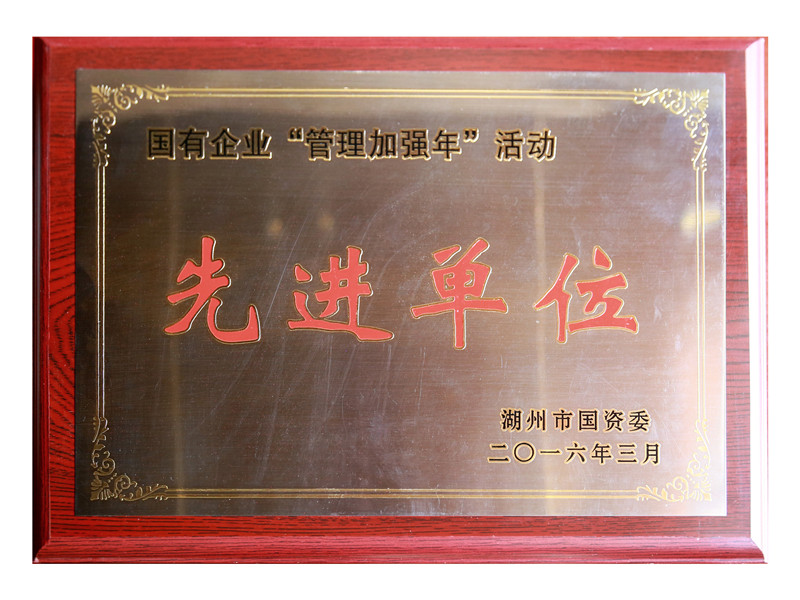 国有企业“管理加强年”活动
先进单位
湖州市国资委
二〇一六年三月